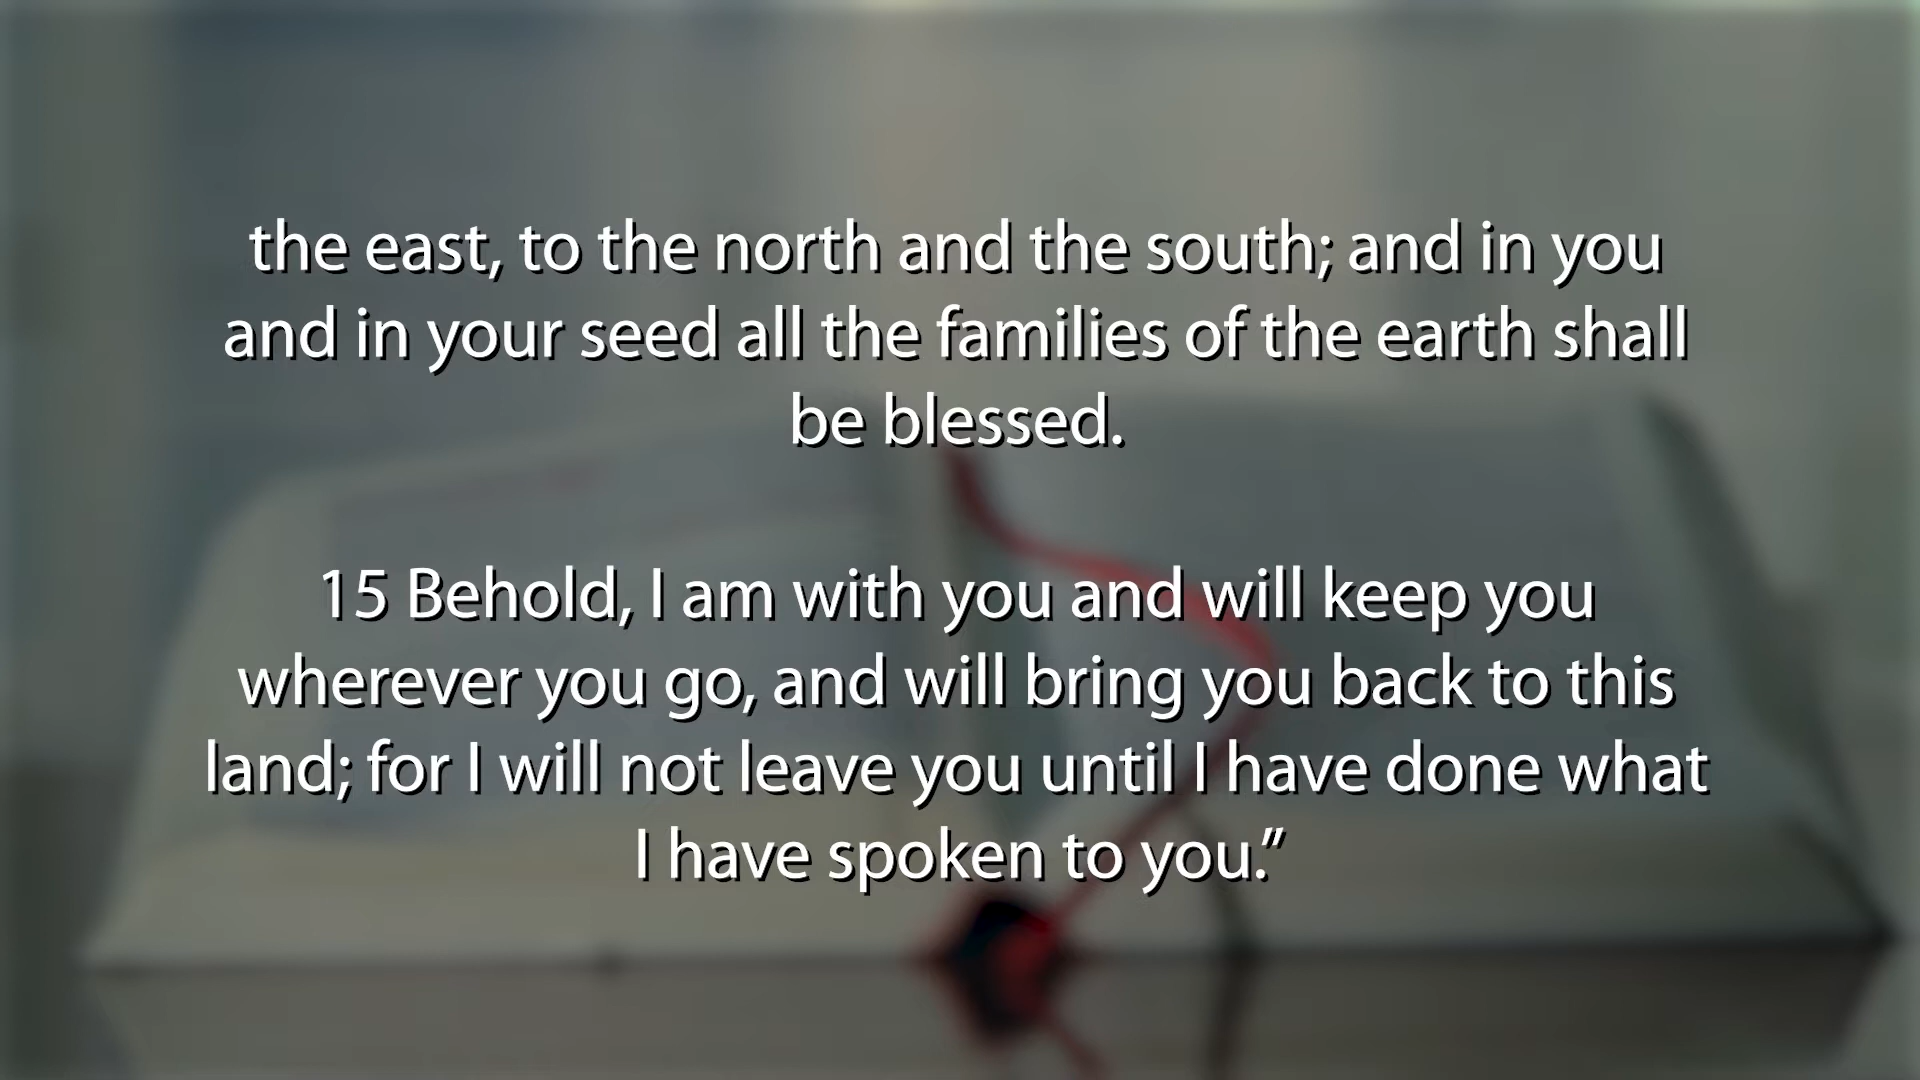 the east, to the north and the south; and in you
and in your seed all the families of the earth shall
be blessed.
15 Behold, I am with you and will keep you
wherever you go, and will bring you back to this
land; for I will not leave you until I have done what
I have spoken to you.”